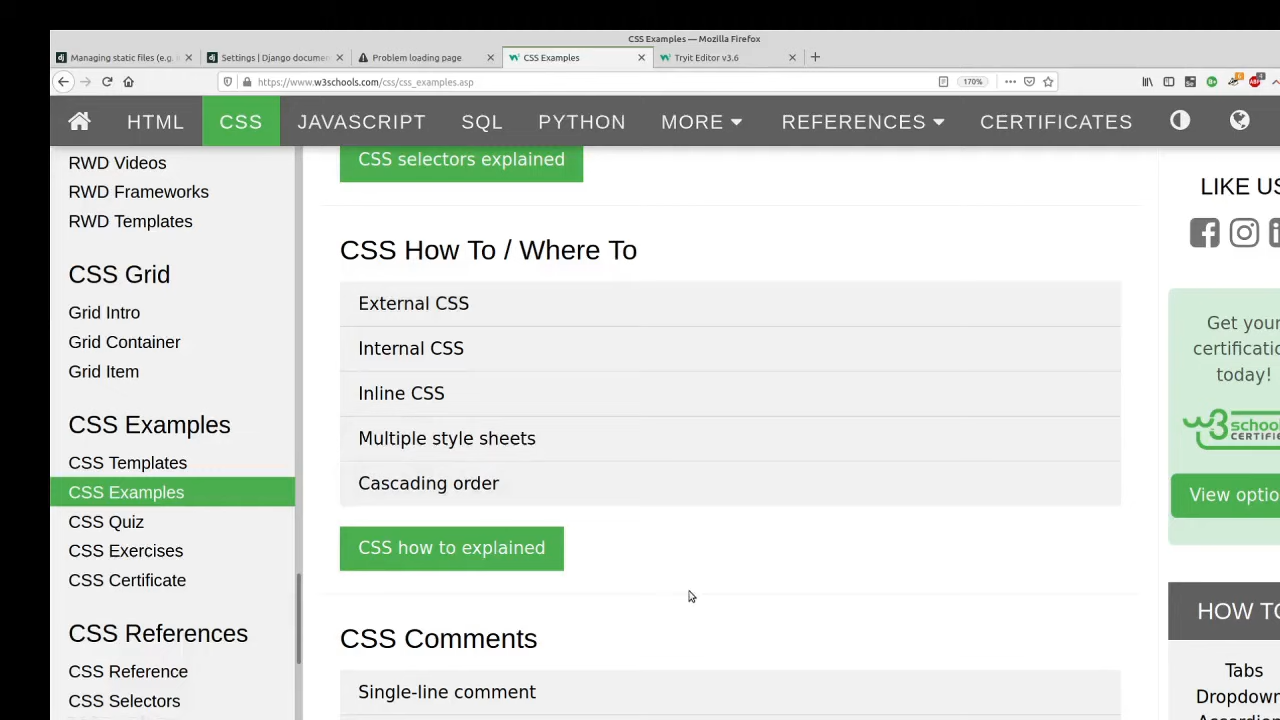 CSS Examples — Mozilla Firefox
Managing static files (e.g.
Settings | Django documen
Problem loading page
CSS Examples
Tryit Editor v3.6
https://www.w3schools.com/css/css_examples.asp
170%
HTML
CSS
JAVASCRIPT
SQL
PYTHON
MORE
REFERENCES
CERTIFICATES
RWD Videos
RWD Frameworks
RWD Templates
CSS Grid
Grid Intro
Grid Container
Grid Item
CSS Examples
CSS Templates
CSS Examples
CSS Quiz
CSS Exercises
CSS Certificate
CSS References
CSS Reference
CSS Selectors
CSS selectors explained
CSS How To / Where To
External CSS
Internal CSS
Inline CSS
Multiple style sheets
Cascading order
CSS how to explained
CSS Comments
Single-line comment
LIKE US
Get your
certificatio
today!
w3school
CERTIFIE
View optio
HOW TO
Tabs
Dropdown